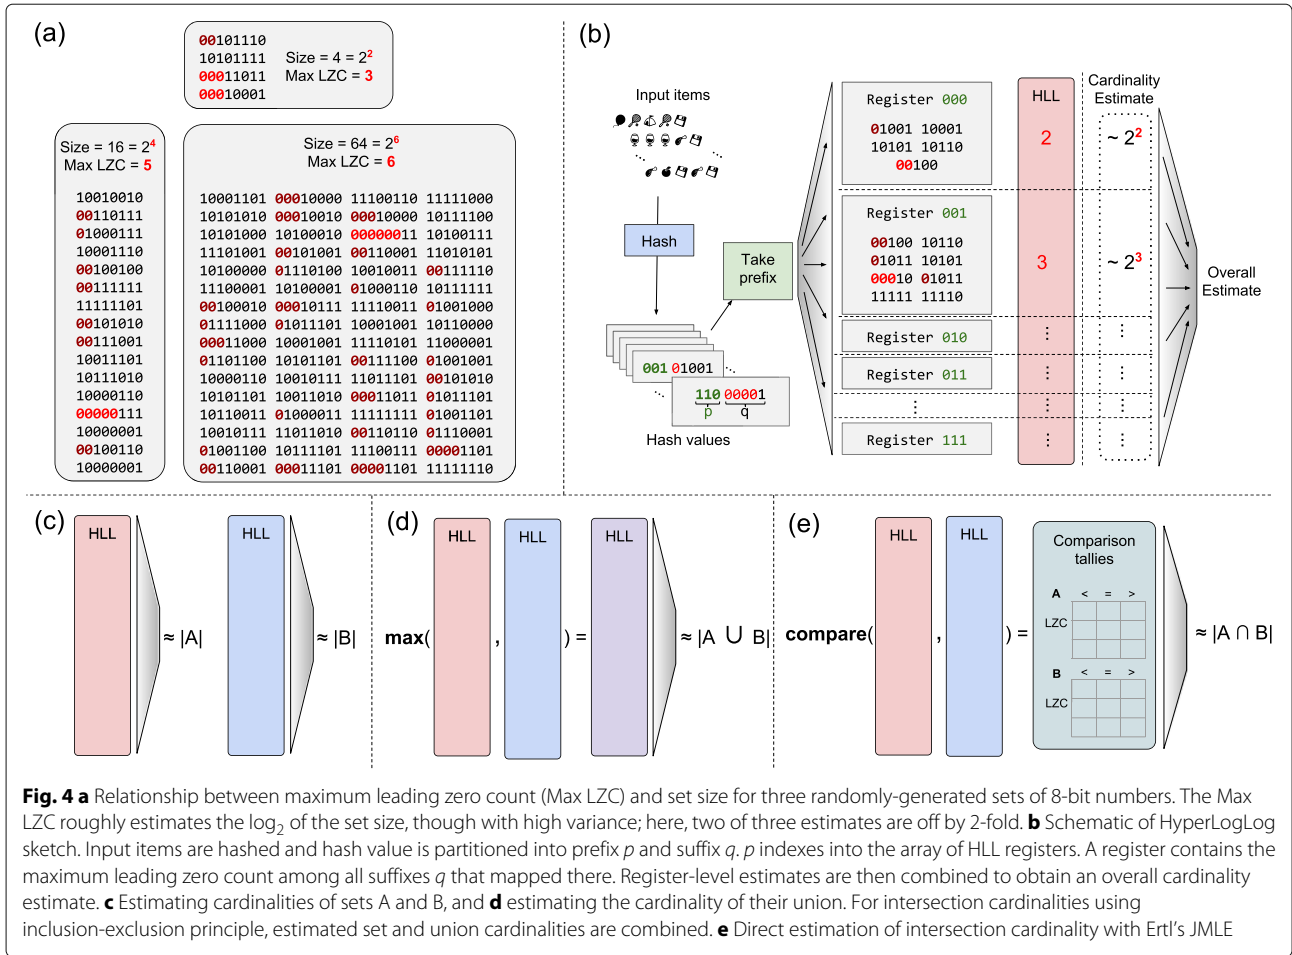 (a)
00101110
10101111
00011011
00010001
Size = 4 = 2²
Max LZC = 3
Size = 16 = 2⁴
Max LZC = 5
10010010
00110111
01000111
10001110
00100100
00111111
11111101
00101010
00111001
10011101
10111010
10000110
00000111
10000001
00100110
10000001
Size = 64 = 2⁶
Max LZC = 6
10001101 00010000 11100110 11111000
10101010 00010010 00010000 10111100
10101000 10100010 00000011 10100111
11101001 00101001 00110001 11010101
10100000 01110100 10010011 00111110
11100001 10100101 01000110 10111111
00100010 00010111 11110011 01001000
01111000 01011101 10001001 10110000
00011000 10001001 11110101 11000001
01101100 10101101 00111100 01001001
10000110 10010111 11011101 00101010
10101101 10110110 00011011 01011101
10110011 01000011 11111111 01001101
10010111 11011010 00110110 01110001
01001100 10111101 11100111 00001101
00110001 00011101 00001101 11111110
(b)
Input items
Hash
Take
prefix
001 01001
110 00001
p q
Hash values
Register 000
01001 10001
10101 10110
00100
Register 001
00100 10110
01011 10101
00010 01011
11111 11110
Register 010
Register 011
Register 111
HLL
2
3
Cardinality
Estimate
~ 2²
~ 2³
Overall
Estimate
(c)
HLL
≈ |A|
HLL
≈ |B|
(d)
max(
HLL
,
HLL
) =
HLL
≈ |A ∪ B|
(e)
compare(
HLL
,
HLL
) =
Comparison
tallies
A < = >
LZC
B < = >
LZC
≈ |A ∩ B|
Fig. 4 a Relationship between maximum leading zero count (Max LZC) and set size for three randomly-generated sets of 8-bit numbers. The Max
LZC roughly estimates the log₂ of the set size, though with high variance; here, two of three estimates are off by 2-fold. b Schematic of HyperLogLog
sketch. Input items are hashed and hash value is partitioned into prefix p and suffix q. p indexes into the array of HLL registers. A register contains the
maximum leading zero count among all suffixes q that mapped there. Register-level estimates are then combined to obtain an overall cardinality
estimate. c Estimating cardinalities of sets A and B, and d estimating the cardinality of their union. For intersection cardinalities using
inclusion-exclusion principle, estimated set and union cardinalities are combined. e Direct estimation of intersection cardinality with Ertl's JMLE